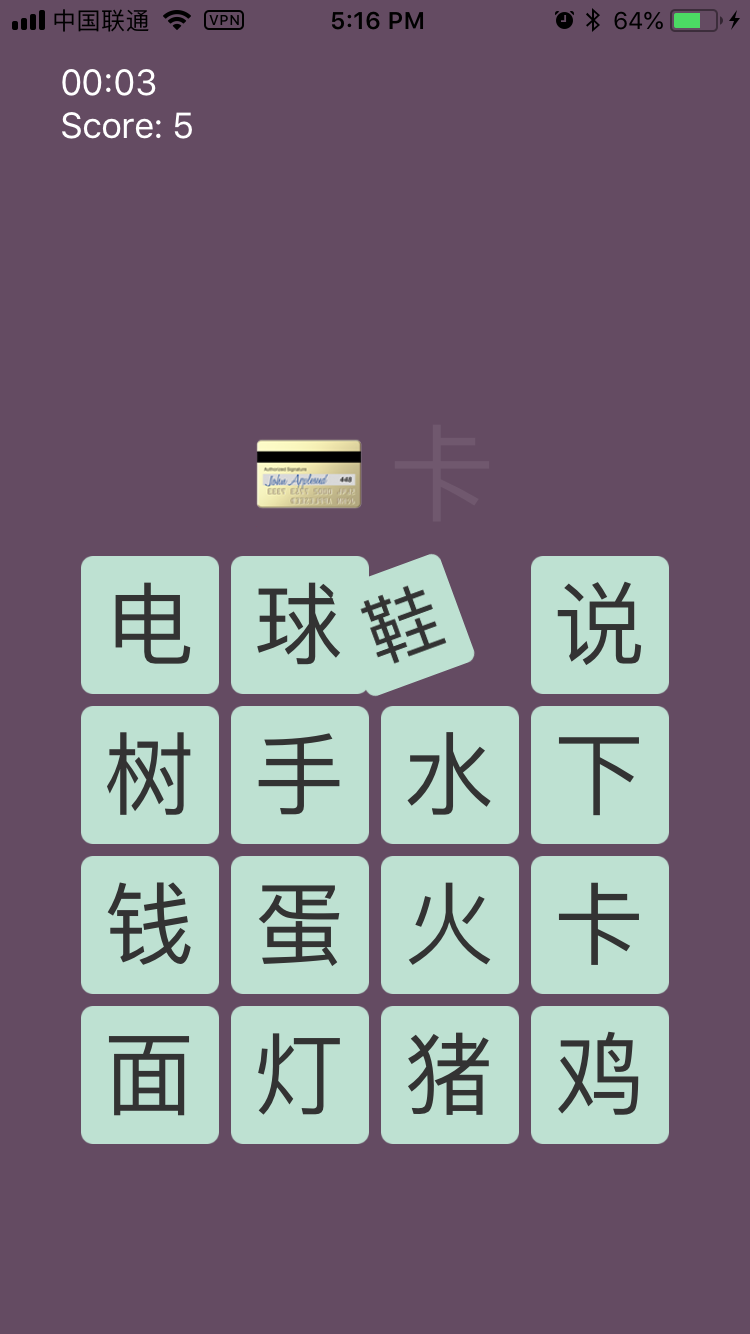 中国联通 VPN 5:16 PM 64%
00:03
Score: 5
卡
电 球 鞋 说
树 手 水 下
钱 蛋 火 卡
面 灯 猪 鸡